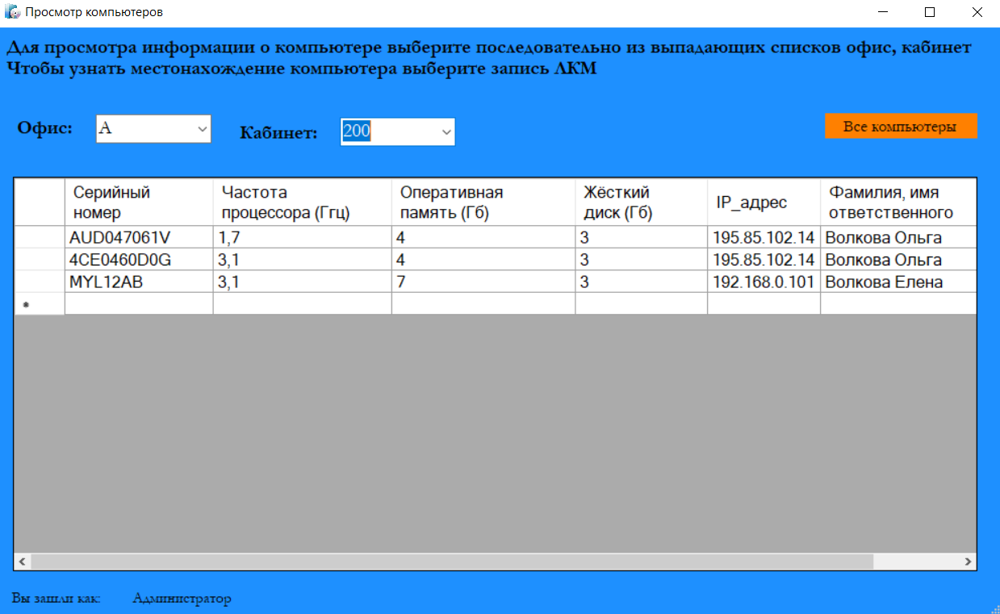 Просмотр компьютеров
Для просмотра информации о компьютере выберите последовательно из выпадающих списков офис, кабинет
Чтобы узнать местонахождение компьютера выберите запись ЛКМ
Офис: A Кабинет: 200 Все компьютеры
Серийный номер Частота процессора (Ггц) Оперативная память (Гб) Жёсткий диск (Гб) IP_адрес Фамилия, имя ответственного
AUD047061V 1,7 4 3 195.85.102.14 Волкова Ольга
4CE0460D0G 3,1 4 3 195.85.102.14 Волкова Ольга
MYL12AB 3,1 7 3 192.168.0.101 Волкова Елена
Вы зашли как: Администратор